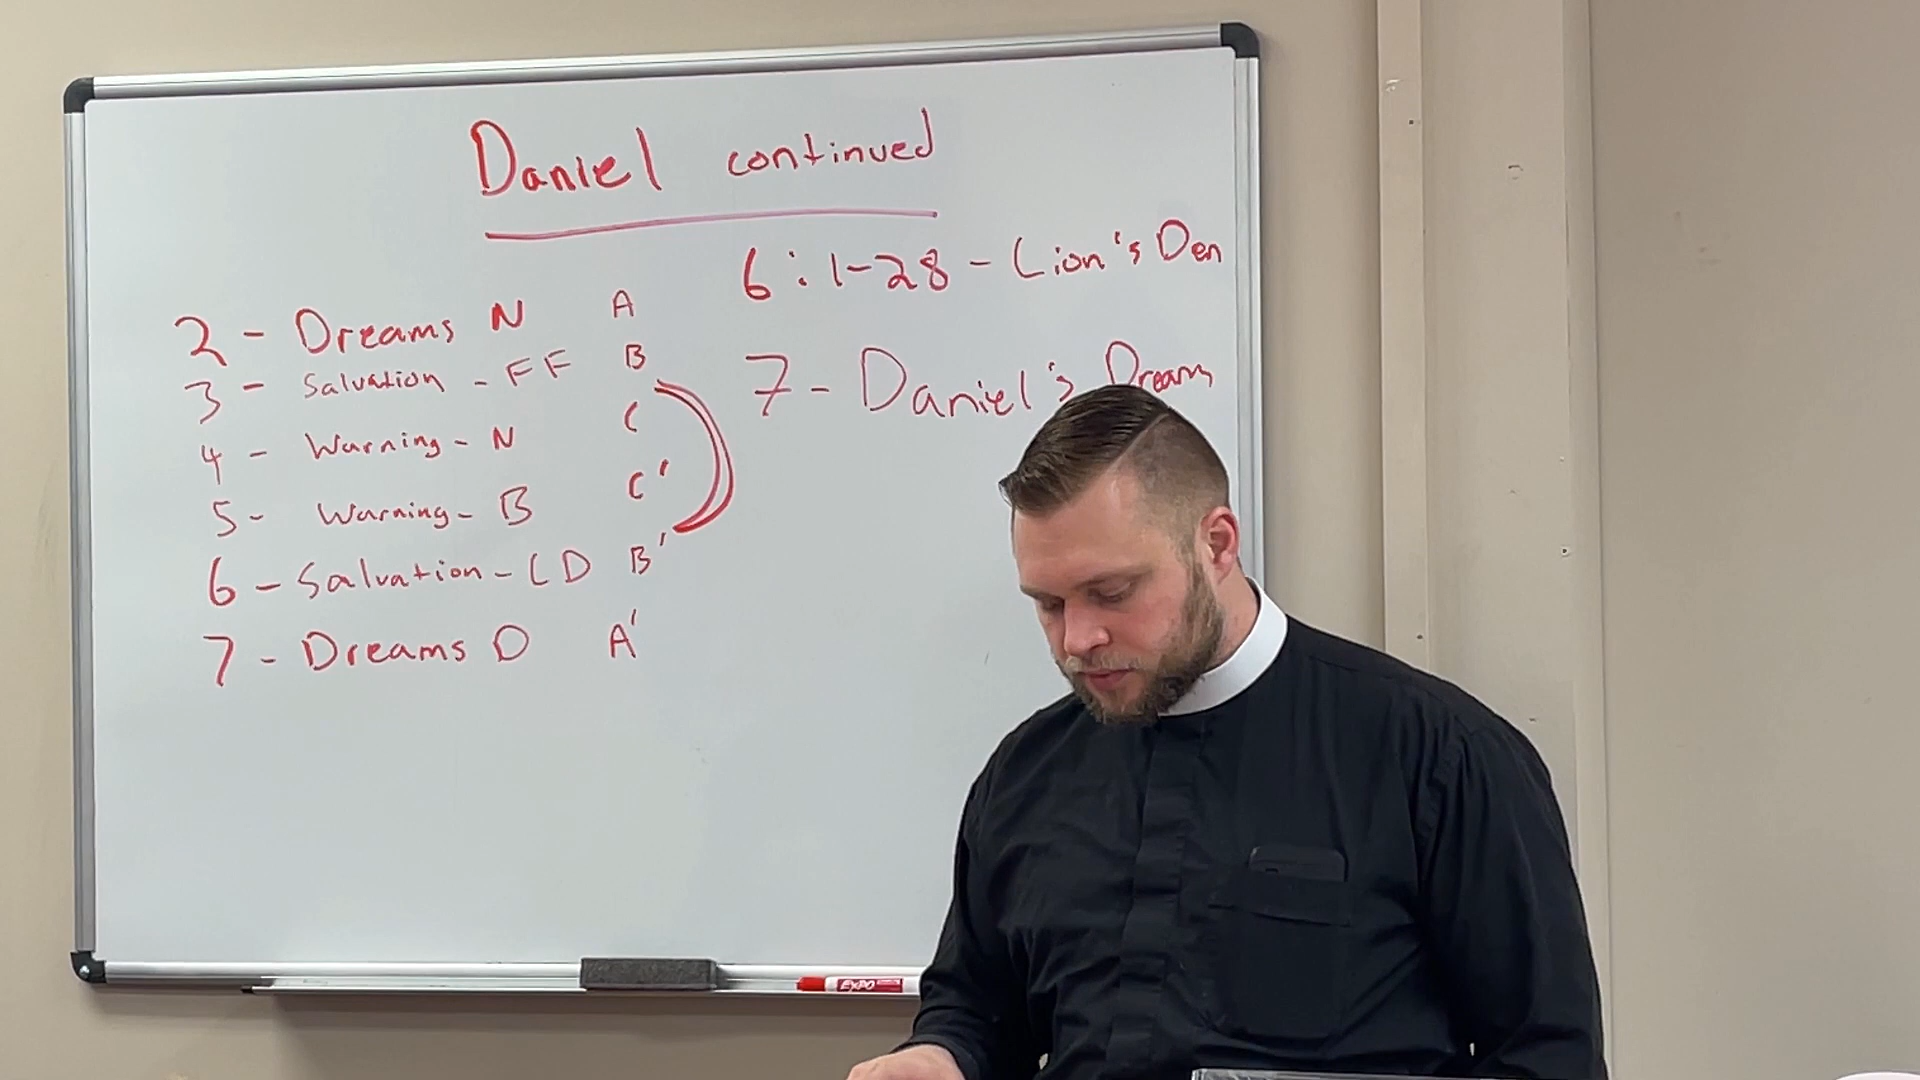 Daniel continued
2 - Dreams N A
3 - Salvation - FF B
4 - Warning - N C
5 - Warning - B C'
6 - Salvation - LD B'
7 - Dreams D A'
6:1-28 - Lion's Den
7 - Daniel's Dream
EXPO